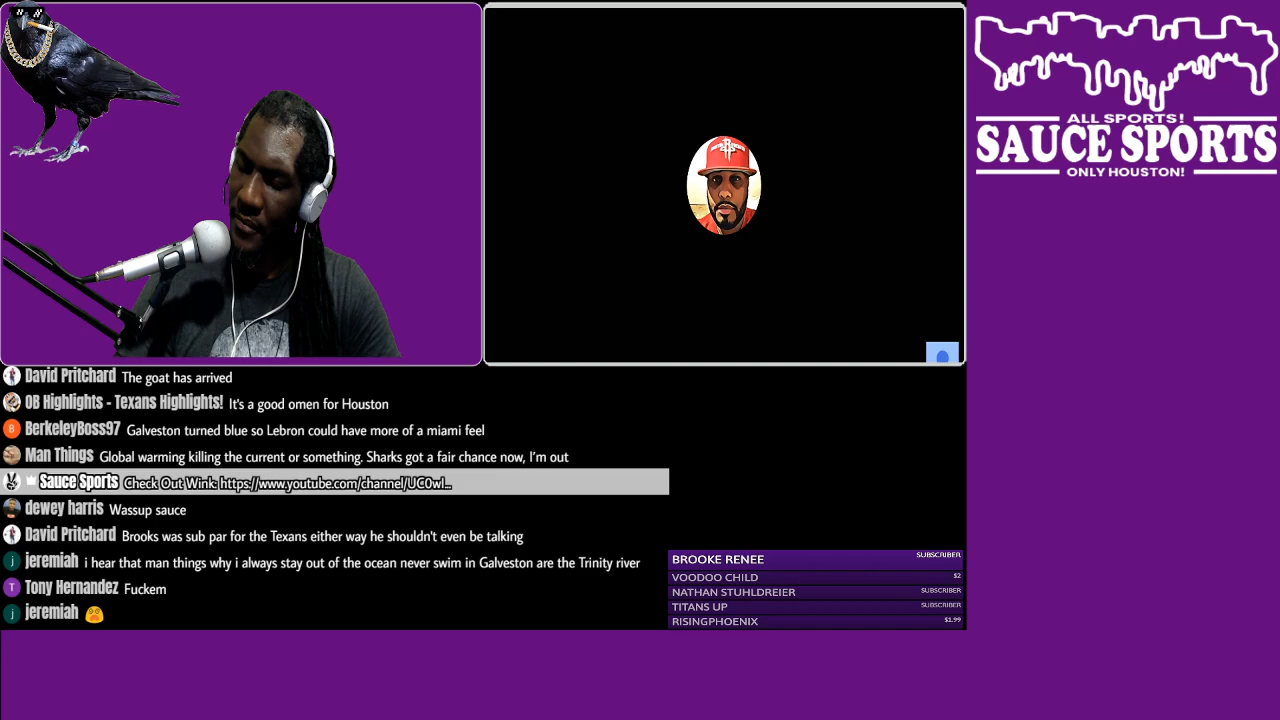 ALL SPORTS!
SAUCE SPORTS
ONLY HOUSTON!
David Pritchard The goat has arrived
OB Highlights - Texans Highlights! It's a good omen for Houston
BerkeleyBoss97 Galveston turned blue so Lebron could have more of a miami feel
Man Things Global warming killing the current or something. Sharks got a fair chance now, I'm out
Sauce Sports Check Out Wink: https://www.youtube.com/channel/UC0wl...
dewey harris Wassup sauce
David Pritchard Brooks was sub par for the Texans either way he shouldn't even be talking
jeremiah i hear that man things why i always stay out of the ocean never swim in Galveston are the Trinity river
Tony Hernandez Fuckem
jeremiah
BROOKE RENEE SUBSCRIBER
VOODOO CHILD $2
NATHAN STUHLDREIER SUBSCRIBER
TITANS UP SUBSCRIBER
RISINGPHOENIX $1.99